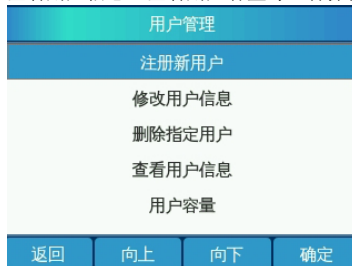 用户管理
注册新用户
修改用户信息
删除指定用户
查看用户信息
用户容量
返回 向上 向下 确定